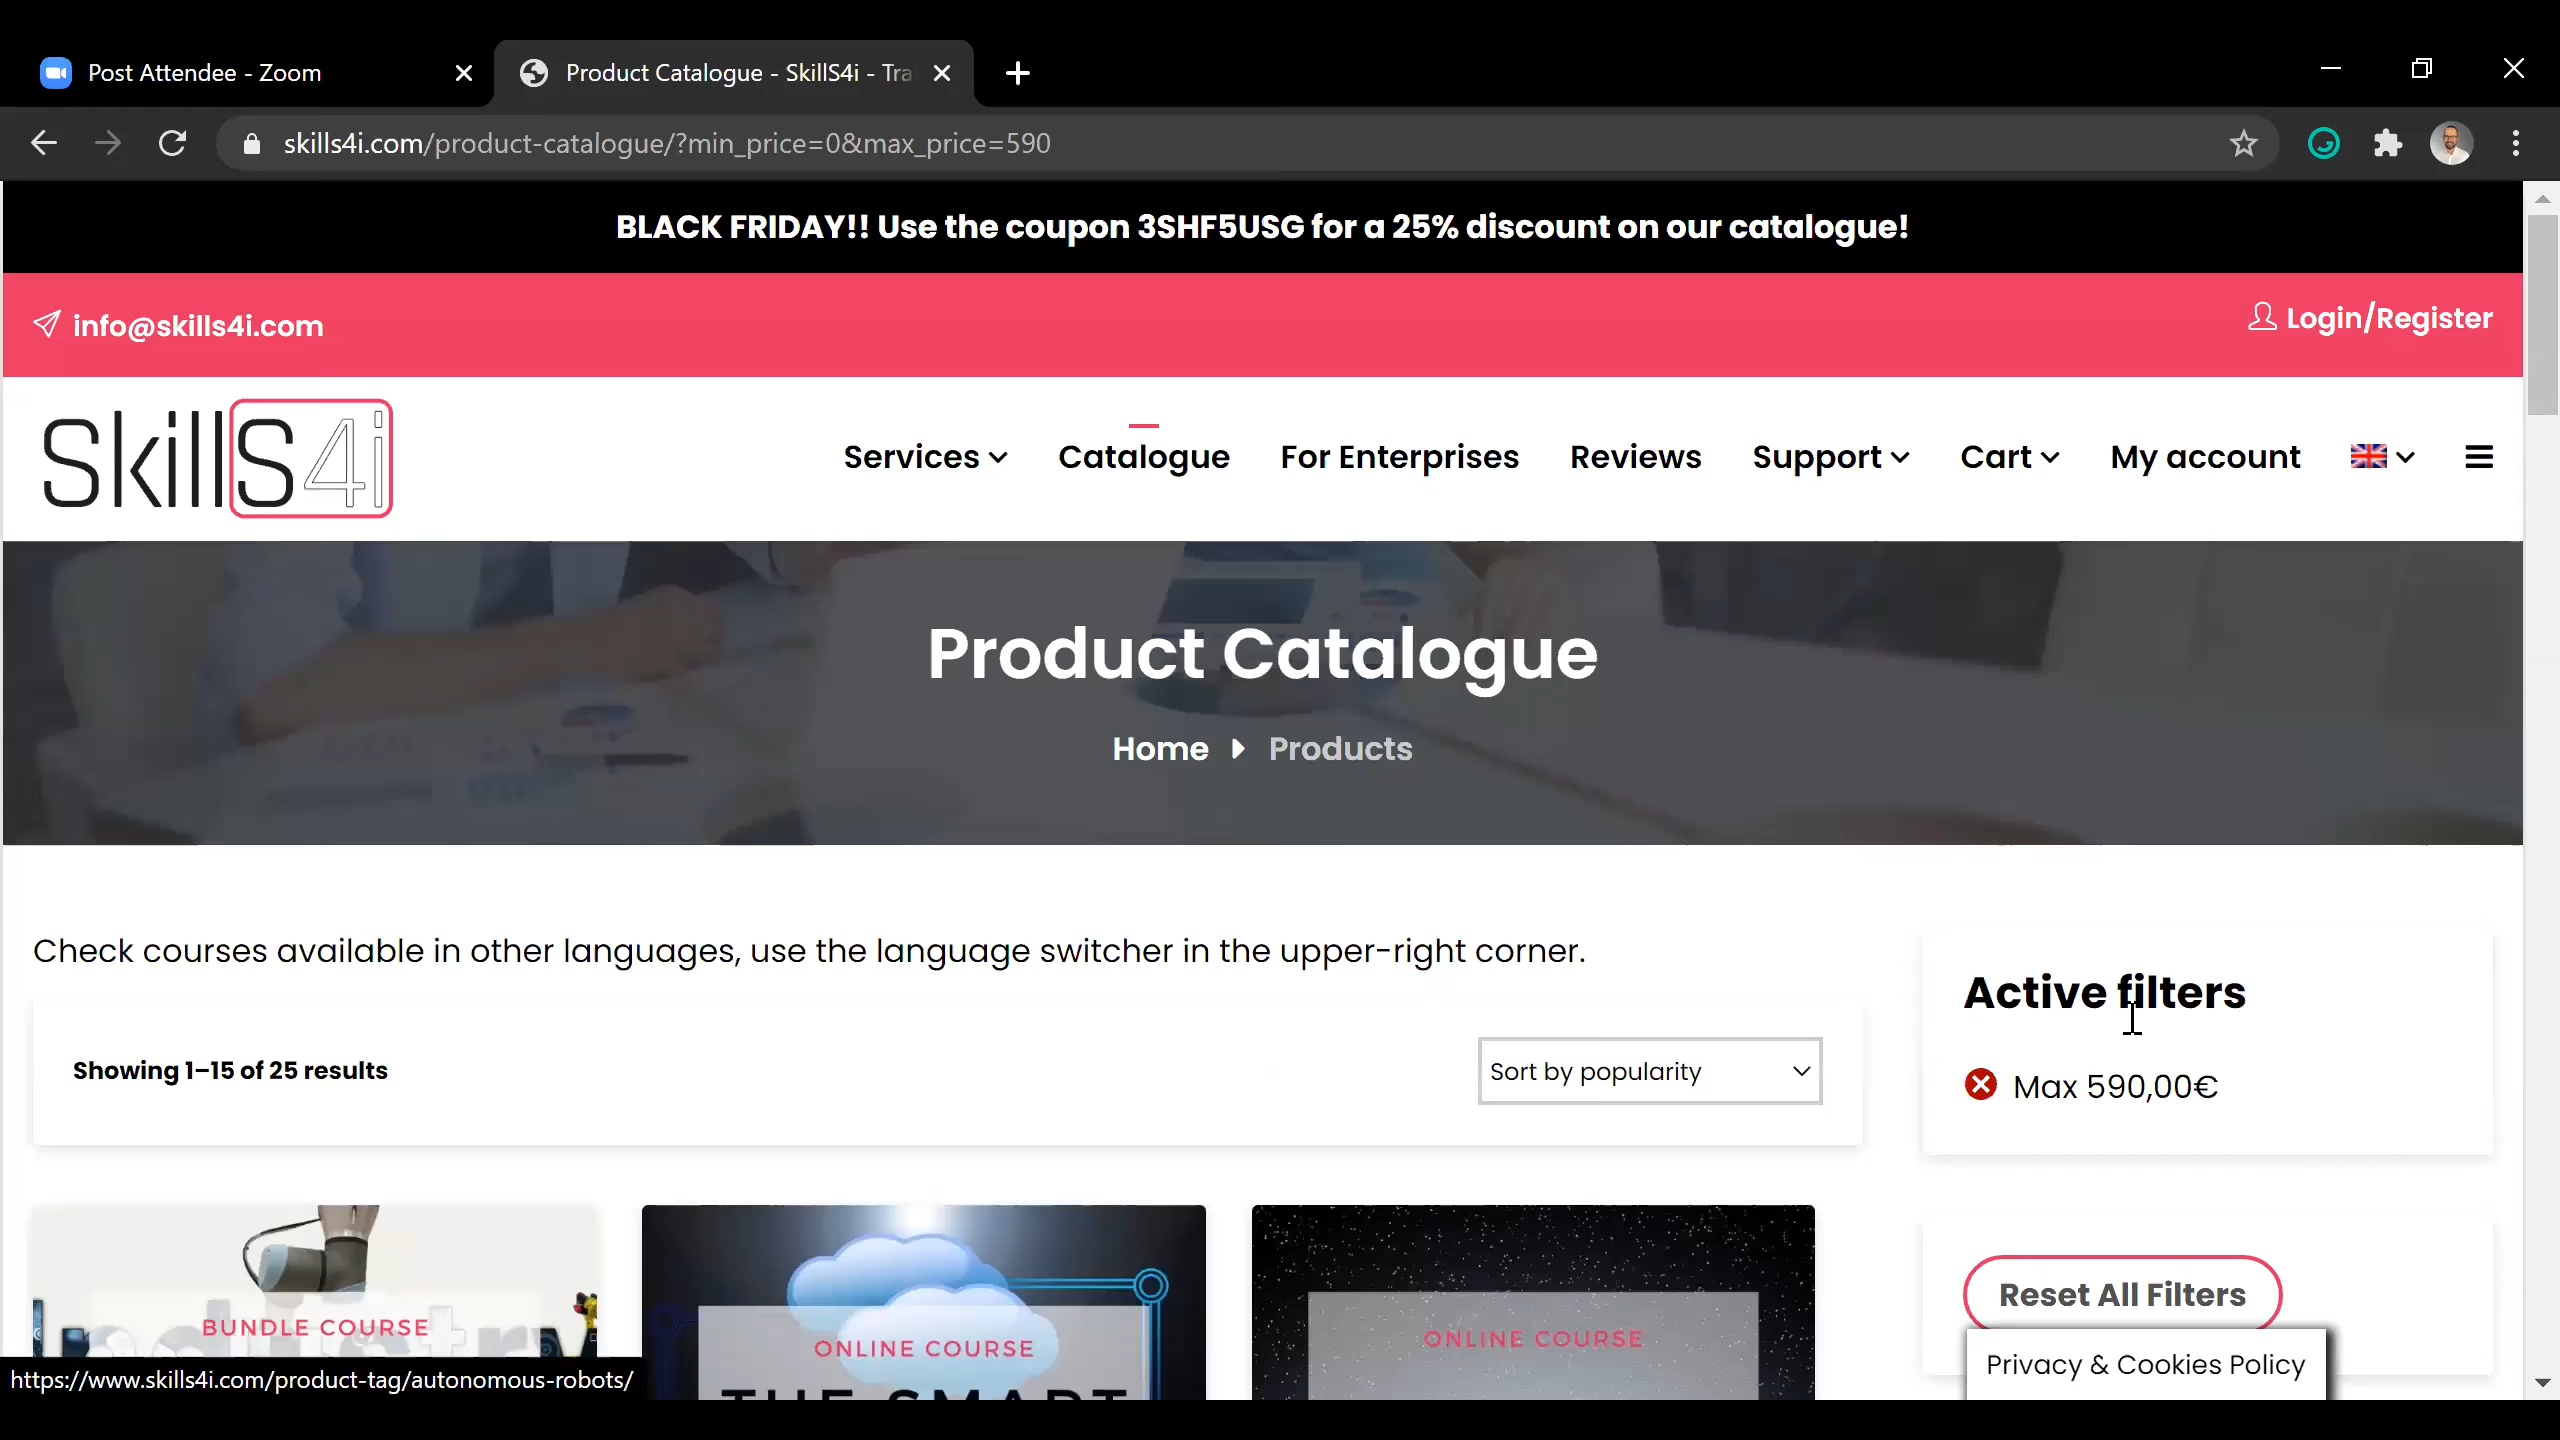 Post Attendee - Zoom
Product Catalogue - SkillS4i - Tra
skills4i.com/product-catalogue/?min_price=0&max_price=590
BLACK FRIDAY!! Use the coupon 3SHF5USG for a 25% discount on our catalogue!
info@skills4i.com
Login/Register
SkillS4i
Services
Catalogue
For Enterprises
Reviews
Support
Cart
My account
Product Catalogue
Home
Products
Check courses available in other languages, use the language switcher in the upper-right corner.
Active filters
Showing 1–15 of 25 results
Sort by popularity
Max 590,00€
Reset All Filters
BUNDLE COURSE
ONLINE COURSE
THE SMART
ONLINE COURSE
Privacy & Cookies Policy
https://www.skills4i.com/product-tag/autonomous-robots/